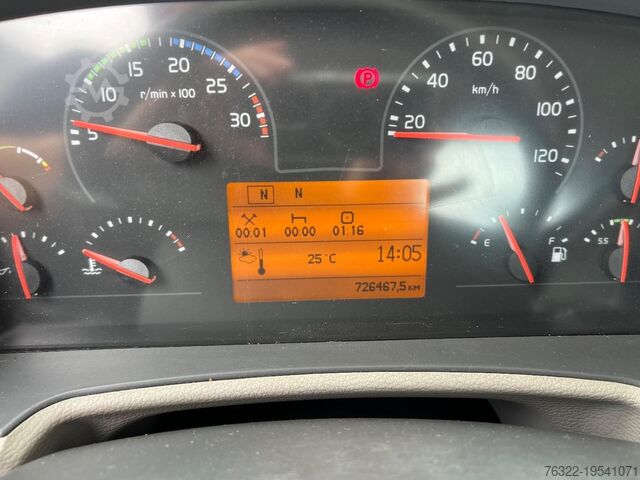 5 10 15 20 25 30
r/min x 100
P
20 40 60 80 100 120
km/h
N N
00:01 00:00 01:16
25°C 14:05
726467,5 KM
E F
SS
76322-19541071